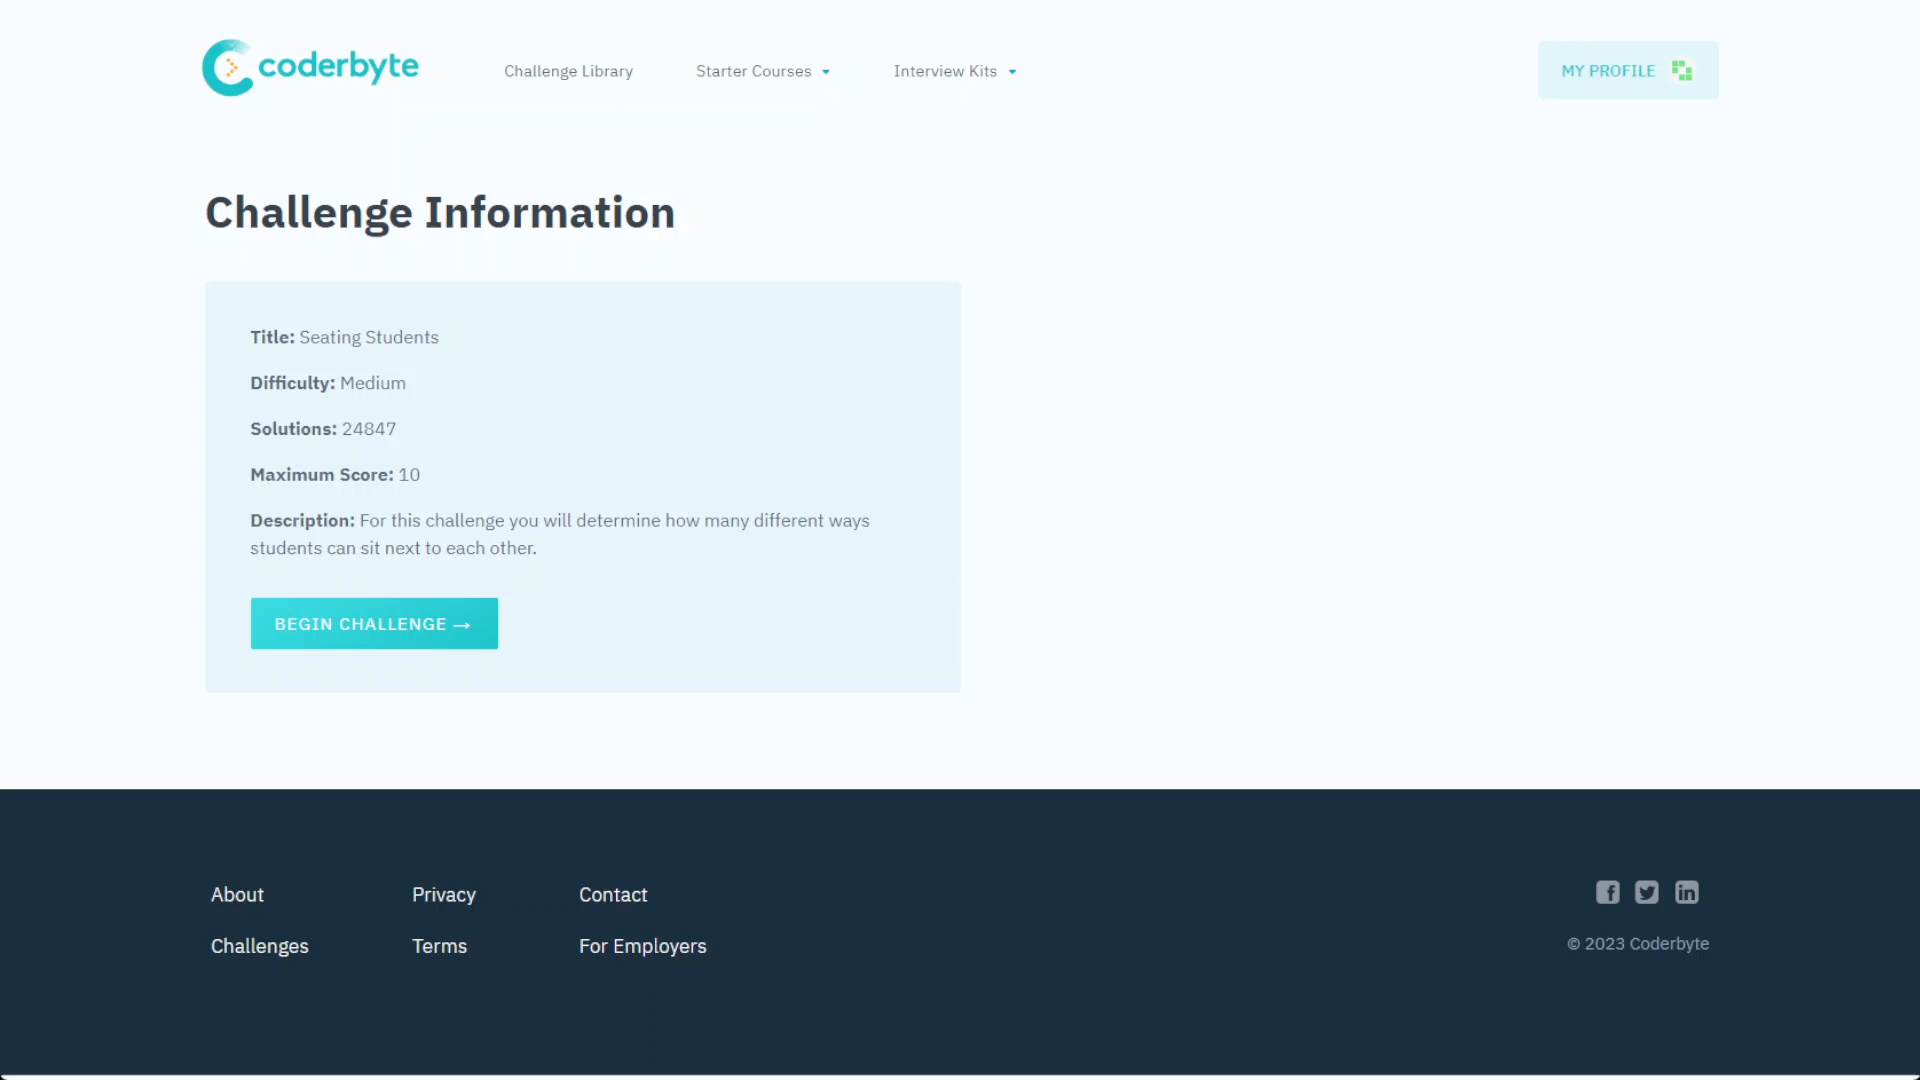 coderbyte
Challenge Library
Starter Courses
Interview Kits
MY PROFILE
Challenge Information
Title: Seating Students
Difficulty: Medium
Solutions: 24847
Maximum Score: 10
Description: For this challenge you will determine how many different ways
students can sit next to each other.
BEGIN CHALLENGE →
About
Privacy
Contact
Challenges
Terms
For Employers
© 2023 Coderbyte